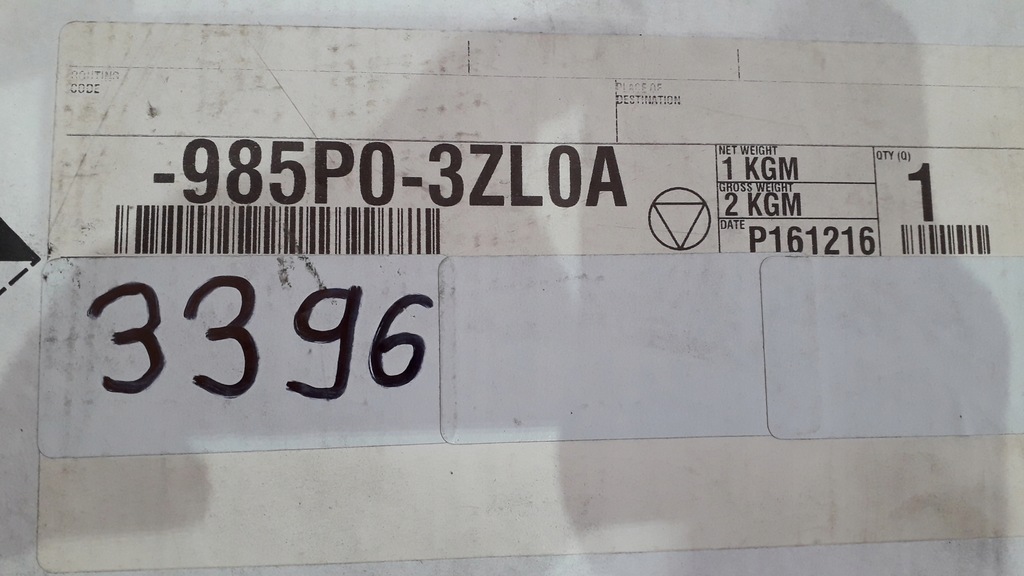 ROUTING
CODE
PLACE OF
DESTINATION
-985P0-3ZL0A
NET WEIGHT
1 KGM
GROSS WEIGHT
2 KGM
DATE P161216
QTY (Q)
1
3396